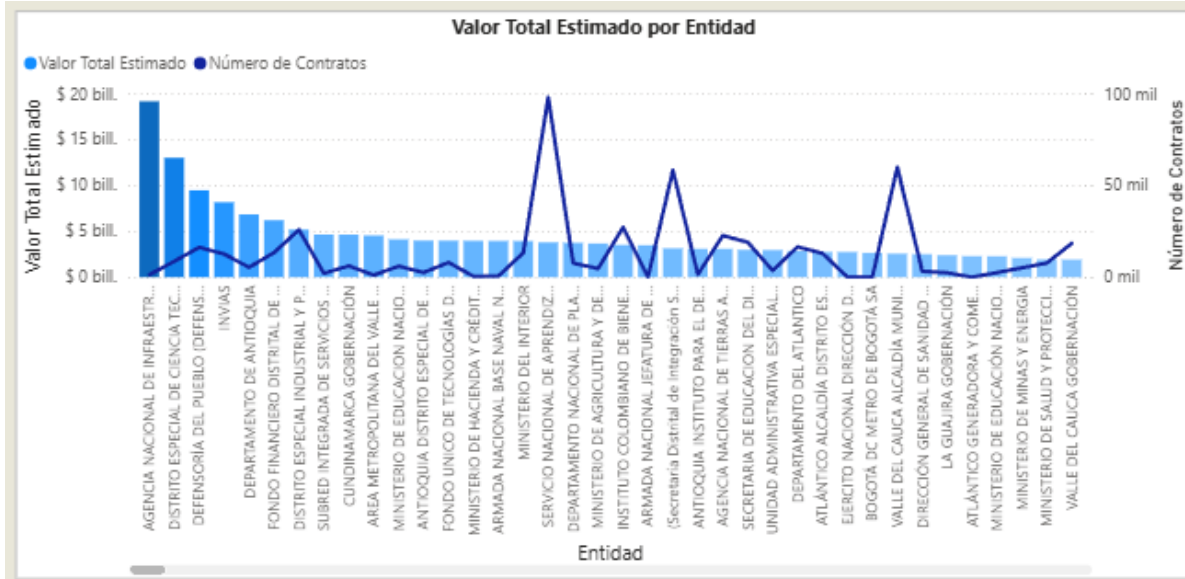 Valor Total Estimado por Entidad
Valor Total Estimado Número de Contratos
$ 20 bill.
$ 15 bill.
$ 10 bill.
$ 5 bill.
$ 0 bill.
Valor Total Estimado
100 mil
50 mil
0 mil
Número de Contratos
AGENCIA NACIONAL DE INFRAESTR...
DISTRITO ESPECIAL DE CIENCIA TEC...
DEFENSORÍA DEL PUEBLO (DEFENS...
INVIAS
DEPARTAMENTO DE ANTIOQUIA
FONDO FINANCIERO DISTRITAL DE ...
DISTRITO ESPECIAL INDUSTRIAL Y P...
SUBRED INTEGRADA DE SERVICIOS ...
CUNDINAMARCA GOBERNACIÓN
AREA METROPOLITANA DEL VALLE ...
MINISTERIO DE EDUCACION NACIO...
ANTIOQUIA DISTRITO ESPECIAL DE ...
FONDO UNICO DE TECNOLOGÍAS D...
MINISTERIO DE HACIENDA Y CRÉDIT...
ARMADA NACIONAL BASE NAVAL N...
MINISTERIO DEL INTERIOR
SERVICIO NACIONAL DE APRENDIZ...
DEPARTAMENTO NACIONAL DE PLA...
MINISTERIO DE AGRICULTURA Y DE...
INSTITUTO COLOMBIANO DE BIENE...
ARMADA NACIONAL JEFATURA DE ...
(Secretaría Distrital de Integración S...
ANTIOQUIA INSTITUTO PARA EL DE...
AGENCIA NACIONAL DE TIERRAS A...
SECRETARIA DE EDUCACION DEL DI...
UNIDAD ADMINISTRATIVA ESPECIAL...
DEPARTAMENTO DEL ATLANTICO
ATLÁNTICO ALCALDÍA DISTRITO ES...
EJERCITO NACIONAL DIRECCIÓN D...
BOGOTÁ DC METRO DE BOGOTÁ SA
VALLE DEL CAUCA ALCALDIA MUNI...
DIRECCIÓN GENERAL DE SANIDAD ...
LA GUAJIRA GOBERNACIÓN
ATLÁNTICO GENERADORA Y COME...
MINISTERIO DE EDUCACIÓN NACIO...
MINISTERIO DE MINAS Y ENERGIA
MINISTERIO DE SALUD Y PROTECCI...
VALLE DEL CAUCA GOBERNACIÓN
Entidad